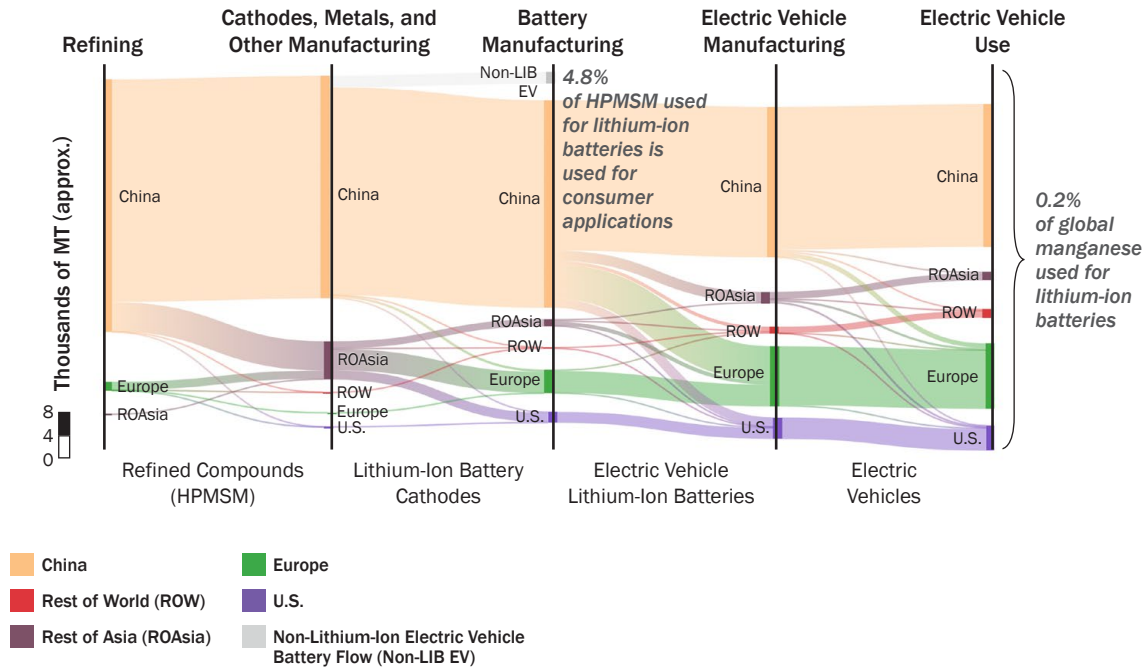 Refining
Cathodes, Metals, and
Other Manufacturing
Battery
Manufacturing
Electric Vehicle
Manufacturing
Electric Vehicle
Use
Thousands of MT (approx.)
8
4
0
China
Europe
ROAsia
China
ROAsia
ROW
Europe
U.S.
Non-LIB
EV
China
ROAsia
ROW
Europe
U.S.
4.8%
of HPMSM used
for lithium-ion
batteries is
used for
consumer
applications
China
ROAsia
ROW
Europe
U.S.
China
ROAsia
ROW
Europe
U.S.
0.2%
of global
manganese
used for
lithium-ion
batteries
Refined Compounds
(HPMSM)
Lithium-Ion Battery
Cathodes
Electric Vehicle
Lithium-Ion Batteries
Electric
Vehicles
China
Rest of World (ROW)
Rest of Asia (ROAsia)
Europe
U.S.
Non-Lithium-Ion Electric Vehicle
Battery Flow (Non-LIB EV)